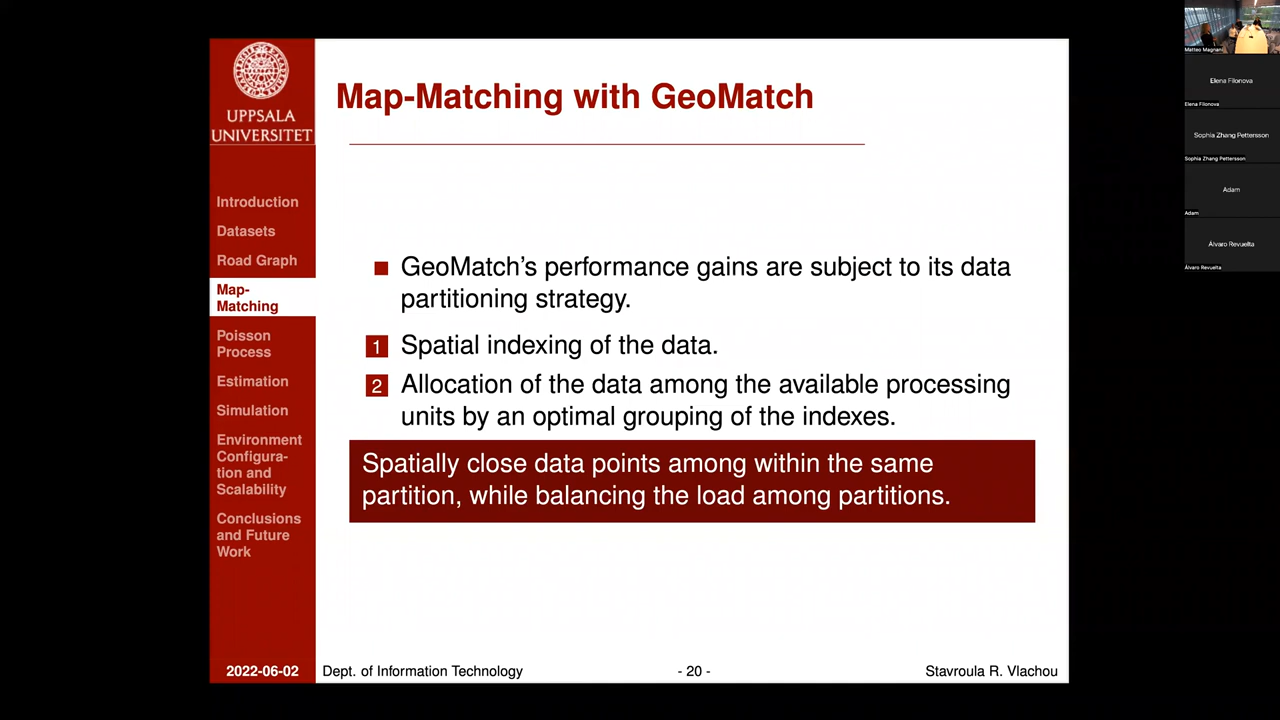 UPPSALA
UNIVERSITET
Map-Matching with GeoMatch
Introduction
Datasets
Road Graph
Map-
Matching
Poisson
Process
Estimation
Simulation
Environment
Configura-
tion and
Scalability
Conclusions
and Future
Work
GeoMatch's performance gains are subject to its data
partitioning strategy.
1 Spatial indexing of the data.
2 Allocation of the data among the available processing
units by an optimal grouping of the indexes.
Spatially close data points among within the same
partition, while balancing the load among partitions.
2022-06-02 Dept. of Information Technology - 20 - Stavroula R. Vlachou
Matteo Magnani
Elena Filonova
Elena Filonova
Sophia Zhang Pettersson
Sophia Zhang Pettersson
Adam
Adam
Álvaro Revuelta
Álvaro Revuelta